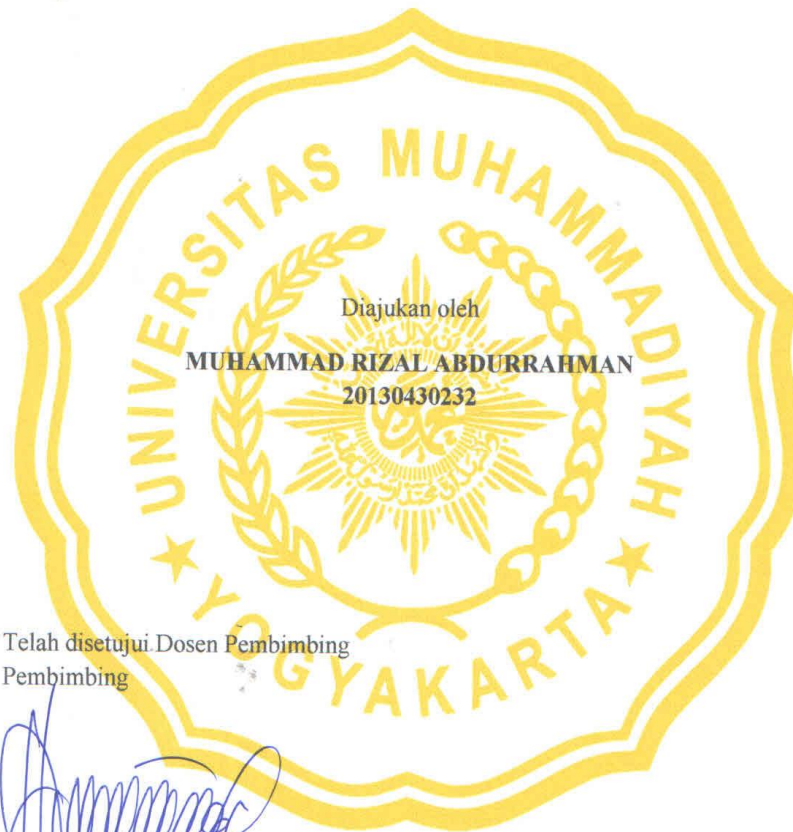 UNIVERSITAS MUHAMMADIYAH
★ YOGYAKARTA ★
Diajukan oleh
MUHAMMAD RIZAL ABDURRAHMAN
20130430232
Telah disetujui Dosen Pembimbing
Pembimbing